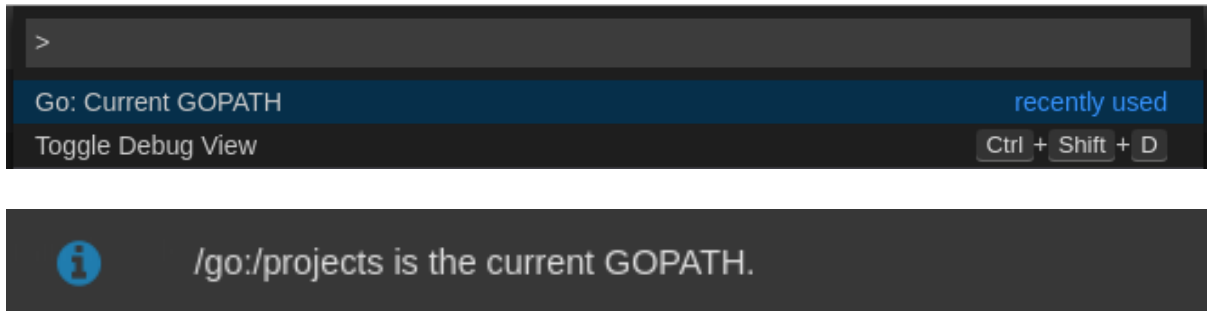 >
Go: Current GOPATH recently used
Toggle Debug View Ctrl + Shift + D
/go:/projects is the current GOPATH.